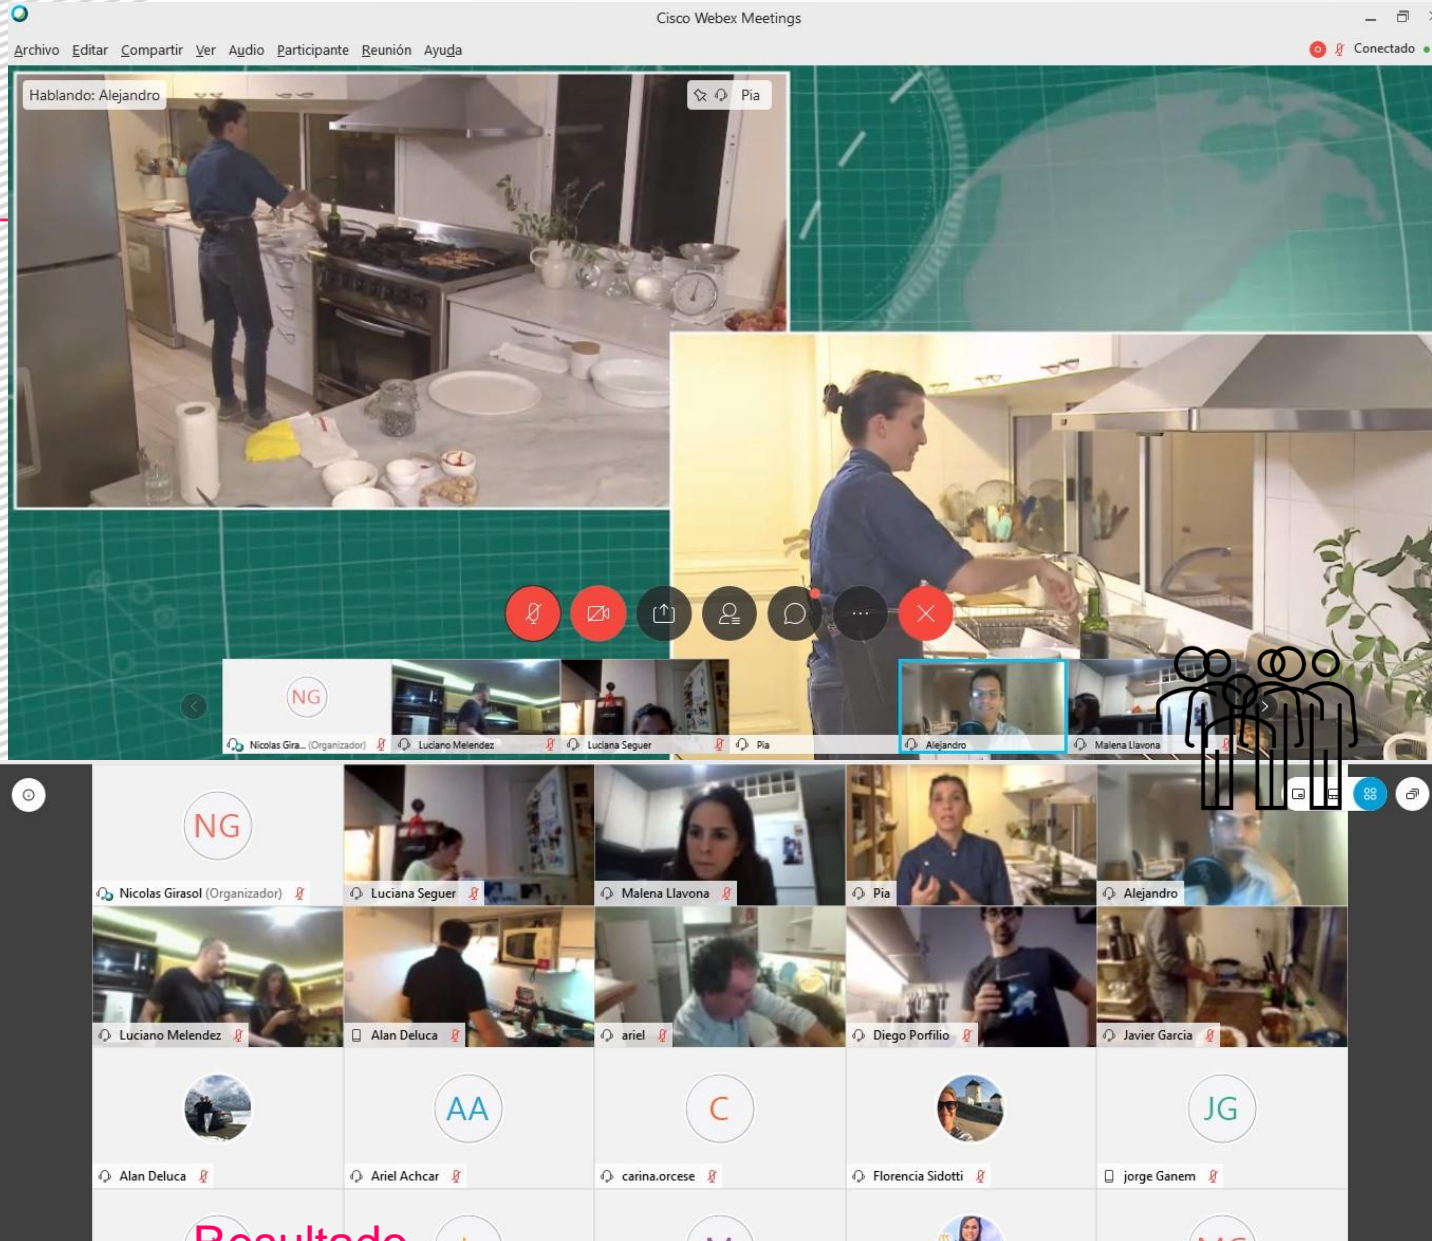 Cisco Webex Meetings
Archivo Editar Compartir Ver Audio Participante Reunión Ayuda
Conectado
Hablando: Alejandro
Pia
NG
Nicolas Gira... (Organizador)
Luciano Melendez
Luciana Seguer
Pia
Alejandro
Malena Llavona
NG
Nicolas Girasol (Organizador)
Luciana Seguer
Malena Llavona
Pia
Alejandro
Luciano Melendez
Alan Deluca
ariel
Diego Porfilio
Javier Garcia
AA
C
JG
Alan Deluca
Ariel Achcar
carina.orcese
Florencia Sidotti
jorge Ganem
Resultado
MG